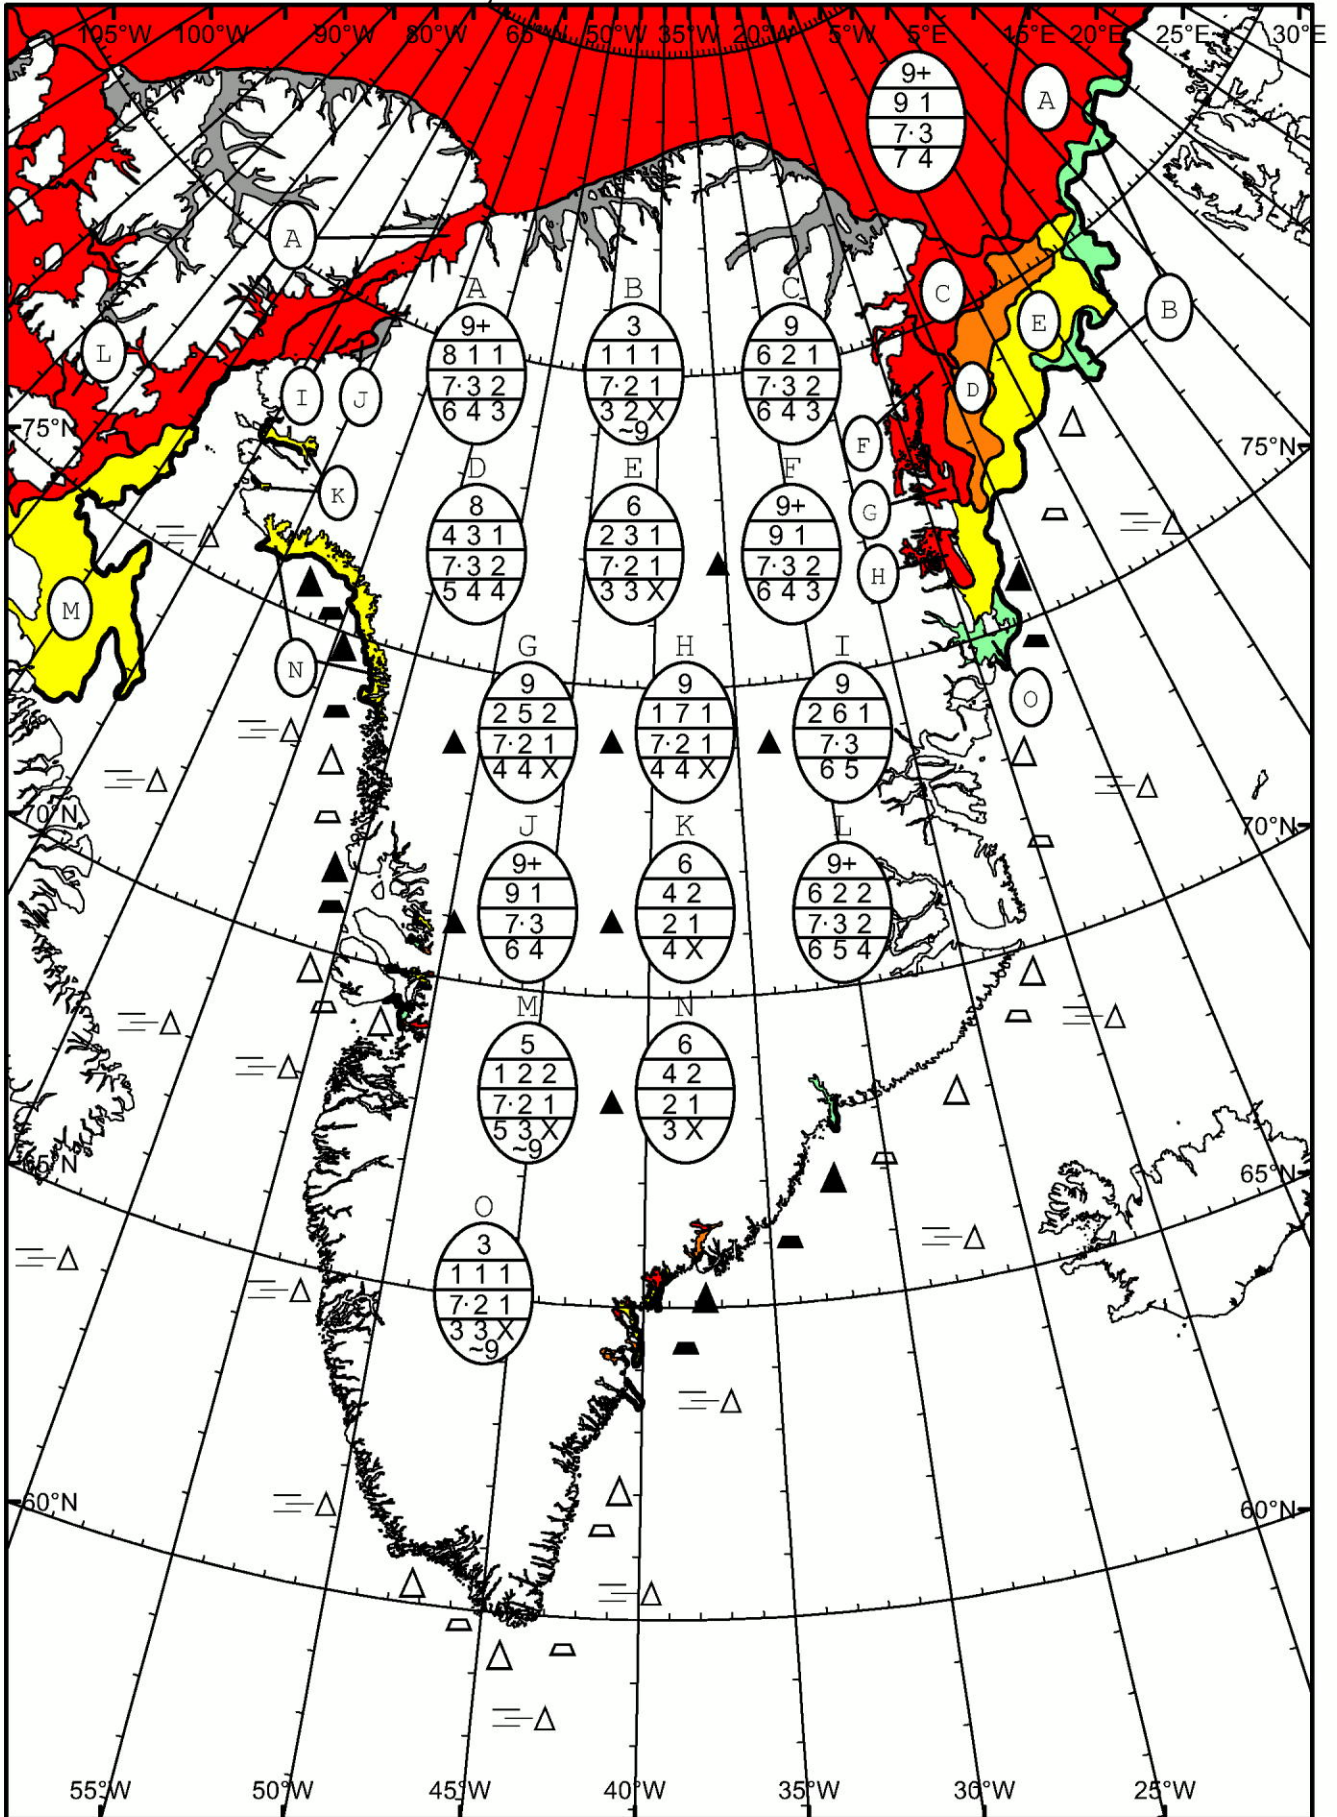 105°W 100°W 90°W 80°W 65°W 50°W 35°W 20°W 5°W 5°E 15°E 20°E 25°E 30°E
9+
9 1
7· 3
7 4
A
A
B
C
E
D
L
I
J
F
G
H
K
M
N
O
75°N
75°N
70°N
70°N
65°N
65°N
60°N
60°N
A
9+
8 1 1
7· 3 2
6 4 3
B
3
1 1 1
7· 2 1
3 2 X
~9
C
9
6 2 1
7· 3 2
6 4 3
D
8
4 3 1
7· 3 2
5 4 4
E
6
2 3 1
7· 2 1
3 3 X
F
9+
9 1
7· 3 2
6 4 3
G
9
2 5 2
7· 2 1
4 4 X
H
9
1 7 1
7· 2 1
4 4 X
I
9
2 6 1
7· 3
6 5
J
9+
9 1
7· 3
6 4
K
6
4 2
2 1
4 X
L
9+
6 2 2
7· 3 2
6 5 4
M
5
1 2 2
7· 2 1
5 3 X
~9
N
6
4 2
2 1
3 X
O
3
1 1 1
7· 2 1
3 3 X
~9
55°W 50°W 45°W 40°W 35°W 36°W 25°W